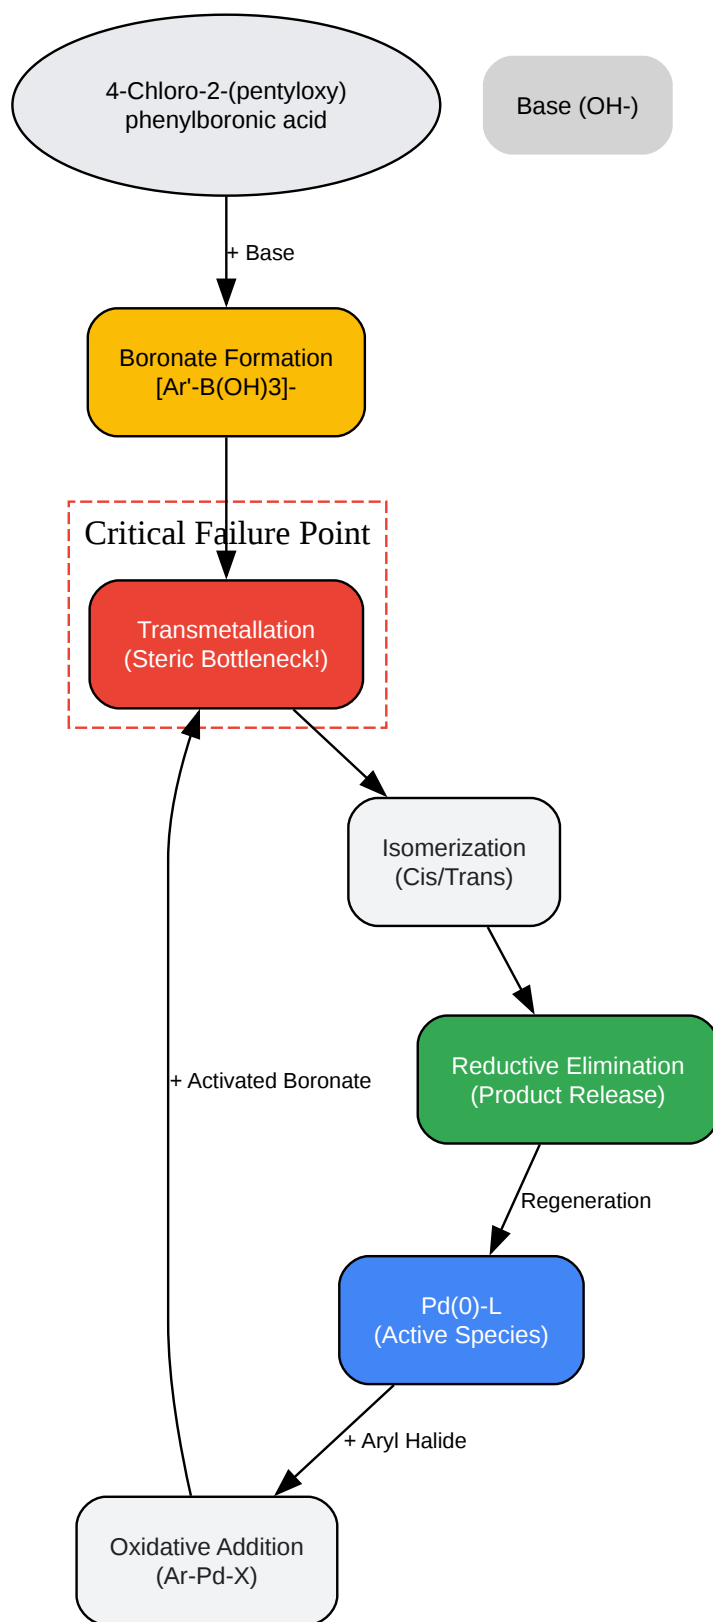 4-Chloro-2-(pentyloxy)
phenylboronic acid
Base (OH-)
+ Base
Boronate Formation
[Ar'-B(OH)3]-
Critical Failure Point
Transmetallation
(Steric Bottleneck!)
Isomerization
(Cis/Trans)
Reductive Elimination
(Product Release)
+ Activated Boronate
Regeneration
Pd(0)-L
(Active Species)
+ Aryl Halide
Oxidative Addition
(Ar-Pd-X)